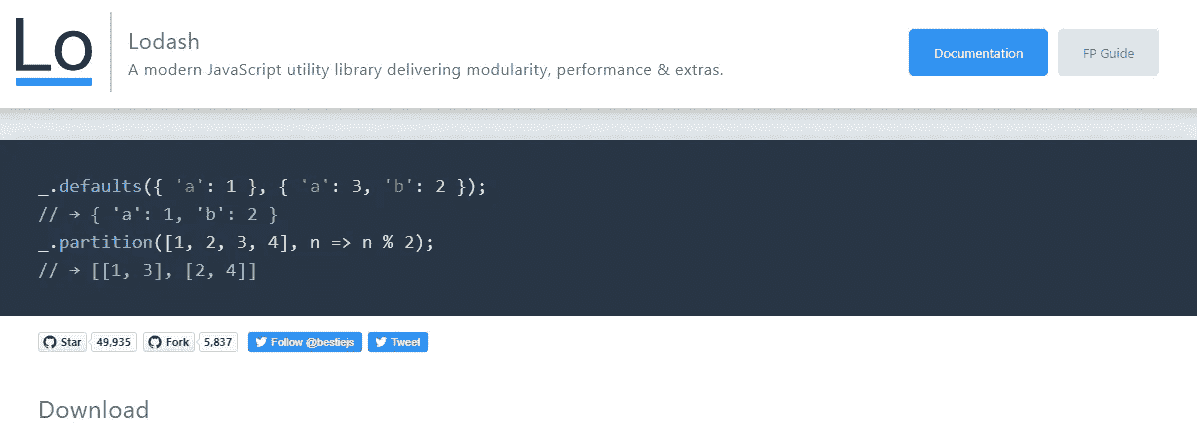 Lo
Lodash
A modern JavaScript utility library delivering modularity, performance & extras.
Documentation
FP Guide
_.defaults({ 'a': 1 }, { 'a': 3, 'b': 2 });
// → { 'a': 1, 'b': 2 }
_.partition([1, 2, 3, 4], n => n % 2);
// → [[1, 3], [2, 4]]
Star 49,935 Fork 5,837 Follow @bestiejs Tweet
Download